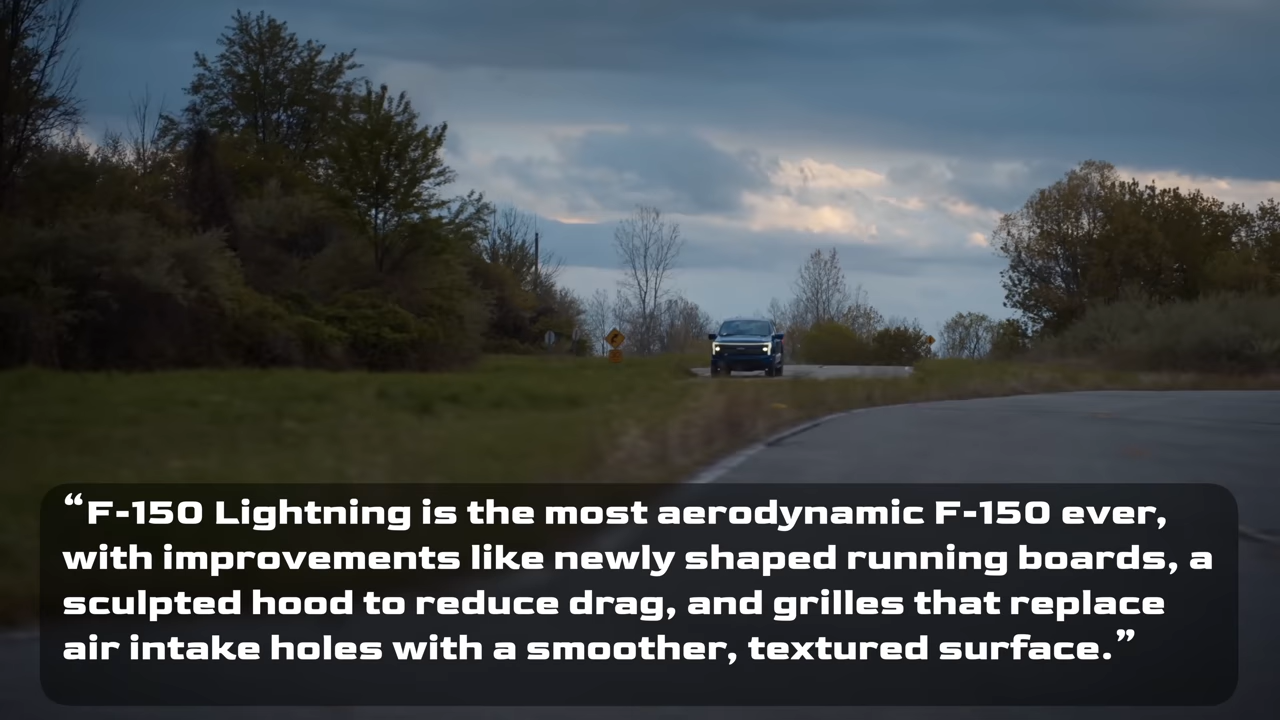 “F-150 Lightning is the most aerodynamic F-150 ever,
with improvements like newly shaped running boards, a
sculpted hood to reduce drag, and grilles that replace
air intake holes with a smoother, textured surface.”